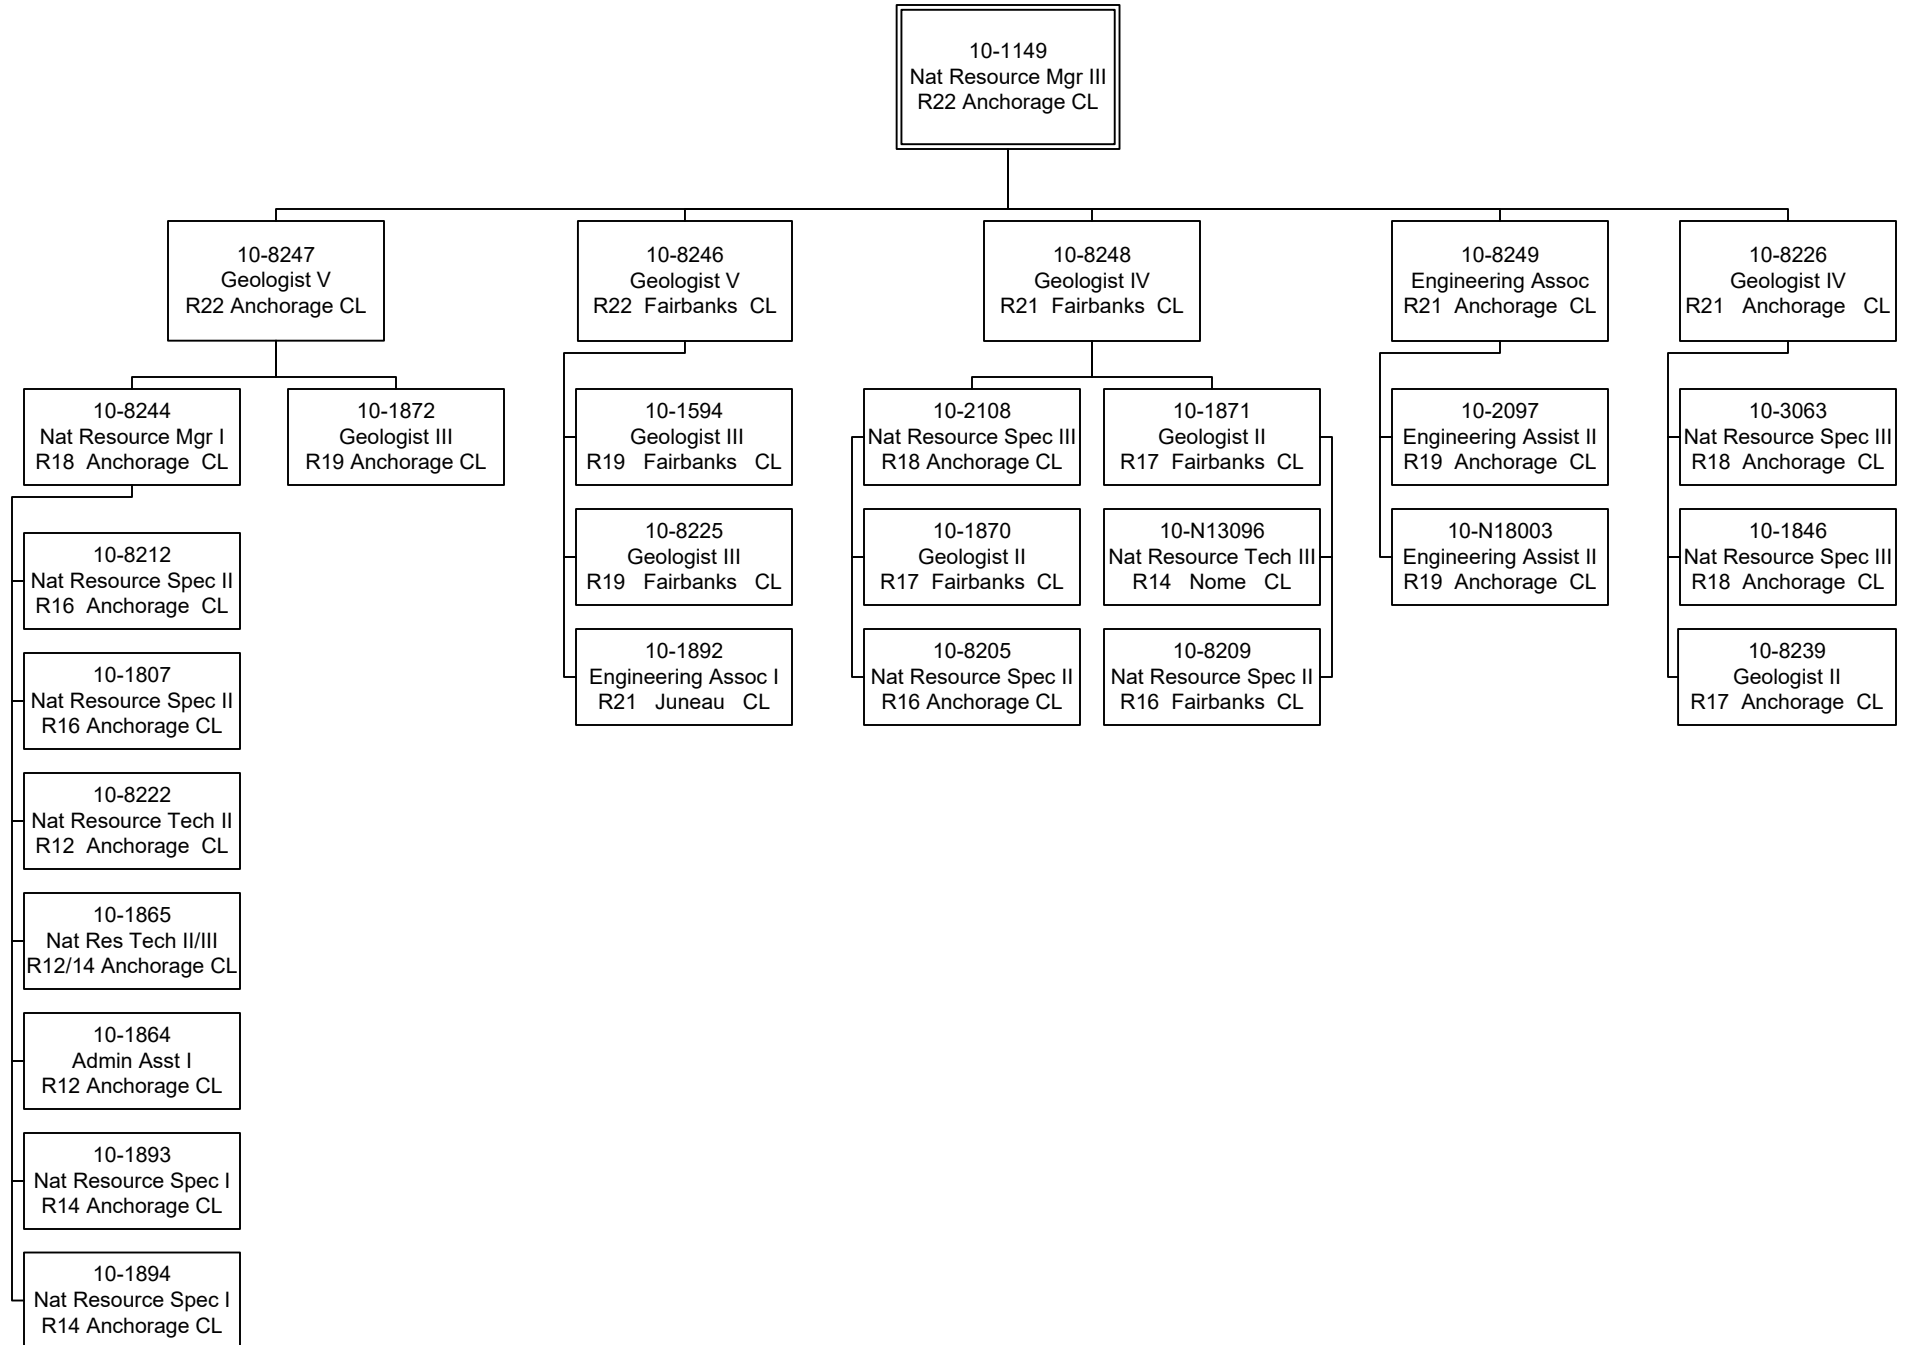 10-1149
Nat Resource Mgr III
R22 Anchorage CL
10-8247
Geologist V
R22 Anchorage CL
10-8246
Geologist V
R22 Fairbanks CL
10-8248
Geologist IV
R21 Fairbanks CL
10-8249
Engineering Assoc
R21 Anchorage CL
10-8226
Geologist IV
R21 Anchorage CL
10-8244
Nat Resource Mgr I
R18 Anchorage CL
10-1872
Geologist III
R19 Anchorage CL
10-1594
Geologist III
R19 Fairbanks CL
10-2108
Nat Resource Spec III
R18 Anchorage CL
10-1871
Geologist II
R17 Fairbanks CL
10-2097
Engineering Assist II
R19 Anchorage CL
10-3063
Nat Resource Spec III
R18 Anchorage CL
10-8212
Nat Resource Spec II
R16 Anchorage CL
10-8225
Geologist III
R19 Fairbanks CL
10-1870
Geologist II
R17 Fairbanks CL
10-N13096
Nat Resource Tech III
R14 Nome CL
10-N18003
Engineering Assist II
R19 Anchorage CL
10-1846
Nat Resource Spec III
R18 Anchorage CL
10-1807
Nat Resource Spec II
R16 Anchorage CL
10-1892
Engineering Assoc I
R21 Juneau CL
10-8205
Nat Resource Spec II
R16 Anchorage CL
10-8209
Nat Resource Spec II
R16 Fairbanks CL
10-8239
Geologist II
R17 Anchorage CL
10-8222
Nat Resource Tech II
R12 Anchorage CL
10-1865
Nat Res Tech II/III
R12/14 Anchorage CL
10-1864
Admin Asst I
R12 Anchorage CL
10-1893
Nat Resource Spec I
R14 Anchorage CL
10-1894
Nat Resource Spec I
R14 Anchorage CL